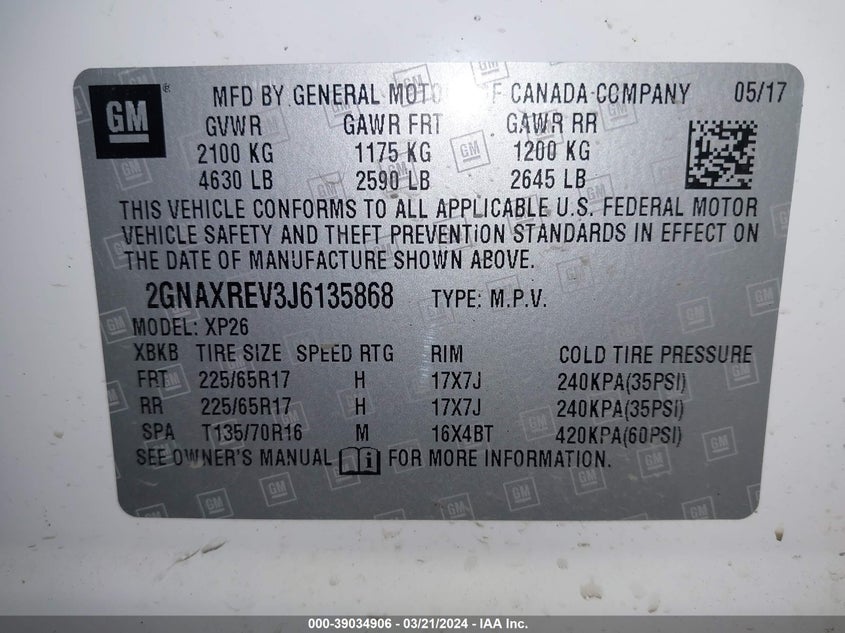 GM ® MFD BY GENERAL MOTO F CANADA COMPANY 05/17
GVWR GAWR FRT GAWR RR
2100 KG 1175 KG 1200 KG
4630 LB 2590 LB 2645 LB
THIS VEHICLE CONFORMS TO ALL APPLICABLE U.S. FEDERAL MOTOR
VEHICLE SAFETY AND THEFT PREVENTION STANDARDS IN EFFECT ON
THE DATE OF MANUFACTURE SHOWN ABOVE.
2GNAXREV3J6135868 TYPE: M.P.V.
MODEL: XP26
XBKB TIRE SIZE SPEED RTG RIM COLD TIRE PRESSURE
FRT 225/65R17 H 17X7J 240KPA(35PSI)
RR 225/65R17 H 17X7J 240KPA(35PSI)
SPA T135/70R16 M 16X4BT 420KPA(60PSI)
SEE OWNER'S MANUAL i FOR MORE INFORMATION.
000-39034906 - 03/21/2024 - IAA Inc.